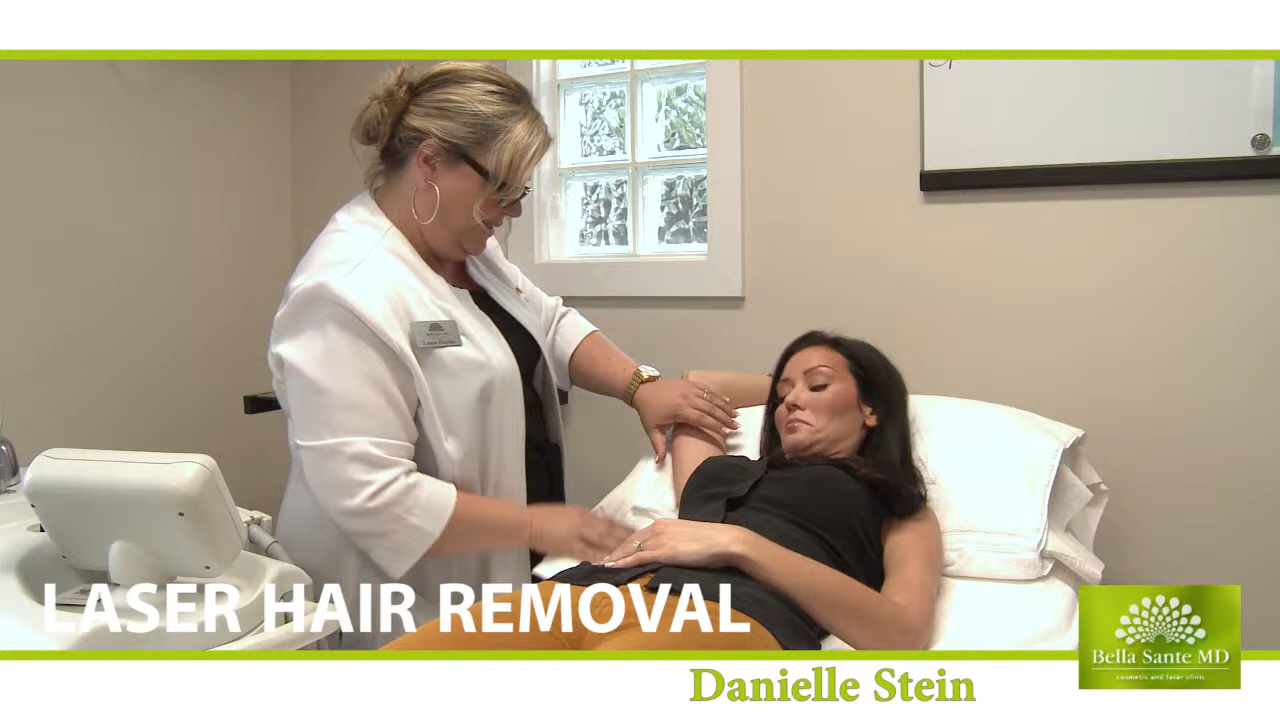 LASER HAIR REMOVAL
Bella Sante MD
cosmetic and laser clinic
Danielle Stein